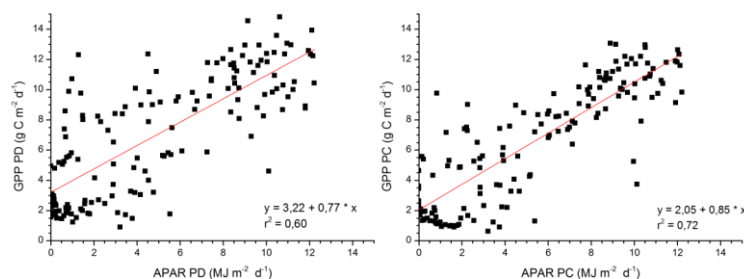 14
12
10
8
6
4
2
0
GPP PD (g C m⁻² d⁻¹)
y = 3,22 + 0,77 * x
r² = 0,60
0 2 4 6 8 10 12 14
APAR PD (MJ m⁻² d⁻¹)
14
12
10
8
6
4
2
0
GPP PC (g C m⁻² d⁻¹)
y = 2,05 + 0,85 * x
r² = 0,72
0 2 4 6 8 10 12 14
APAR PC (MJ m⁻² d⁻¹)